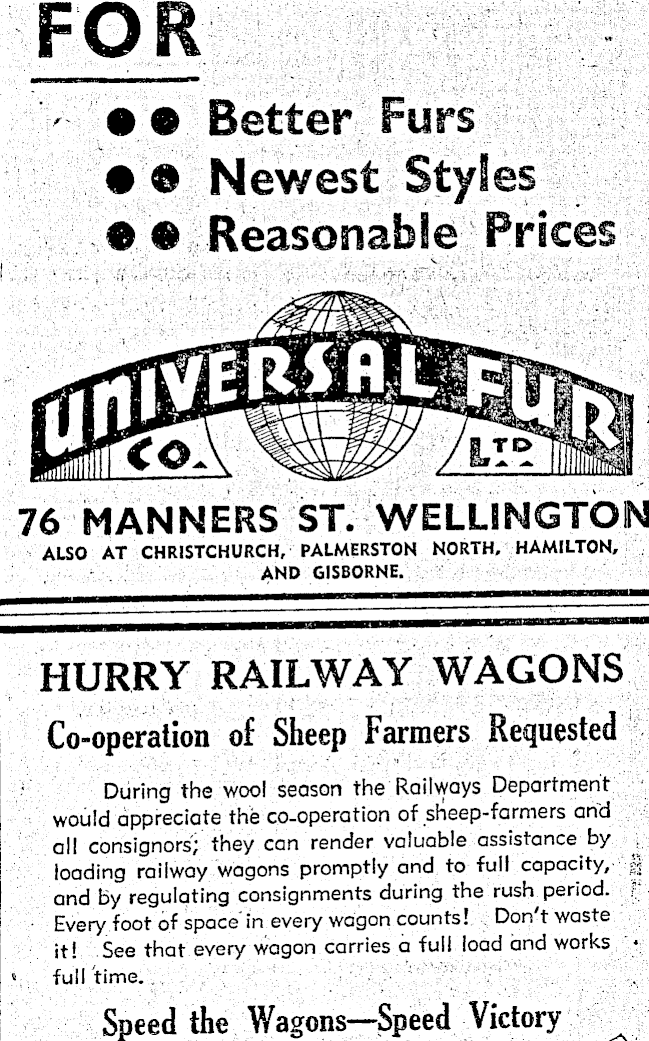 FOR
Better Furs
Newest Styles
Reasonable Prices
UNIVERSAL FUR
CO. LTD
76 MANNERS ST. WELLINGTON
ALSO AT CHRISTCHURCH, PALMERSTON NORTH, HAMILTON,
AND GISBORNE.
HURRY RAILWAY WAGONS
Co-operation of Sheep Farmers Requested
During the wool season the Railways Department
would appreciate the co-operation of sheep-farmers and
all consignors; they can render valuable assistance by
loading railway wagons promptly and to full capacity,
and by regulating consignments during the rush period.
Every foot of space in every wagon counts! Don't waste
it! See that every wagon carries a full load and works
full time.
Speed the Wagons—Speed Victory